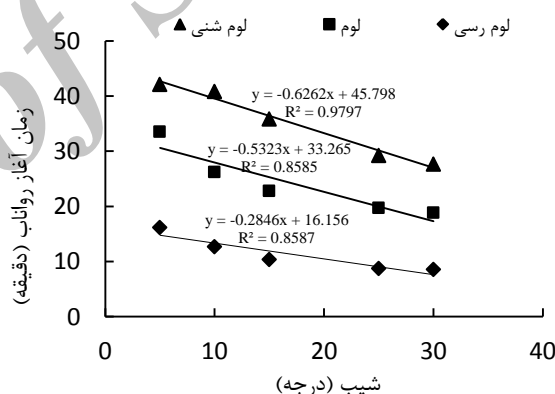 لوم شنی لوم لوم رسی
زمان آغاز رواناب (دقیقه)
50
40
30
20
10
0
y = -0.6262x + 45.798
R² = 0.9797
y = -0.5323x + 33.265
R² = 0.8585
y = -0.2846x + 16.156
R² = 0.8587
0 10 20 30 40
شیب (درجه)